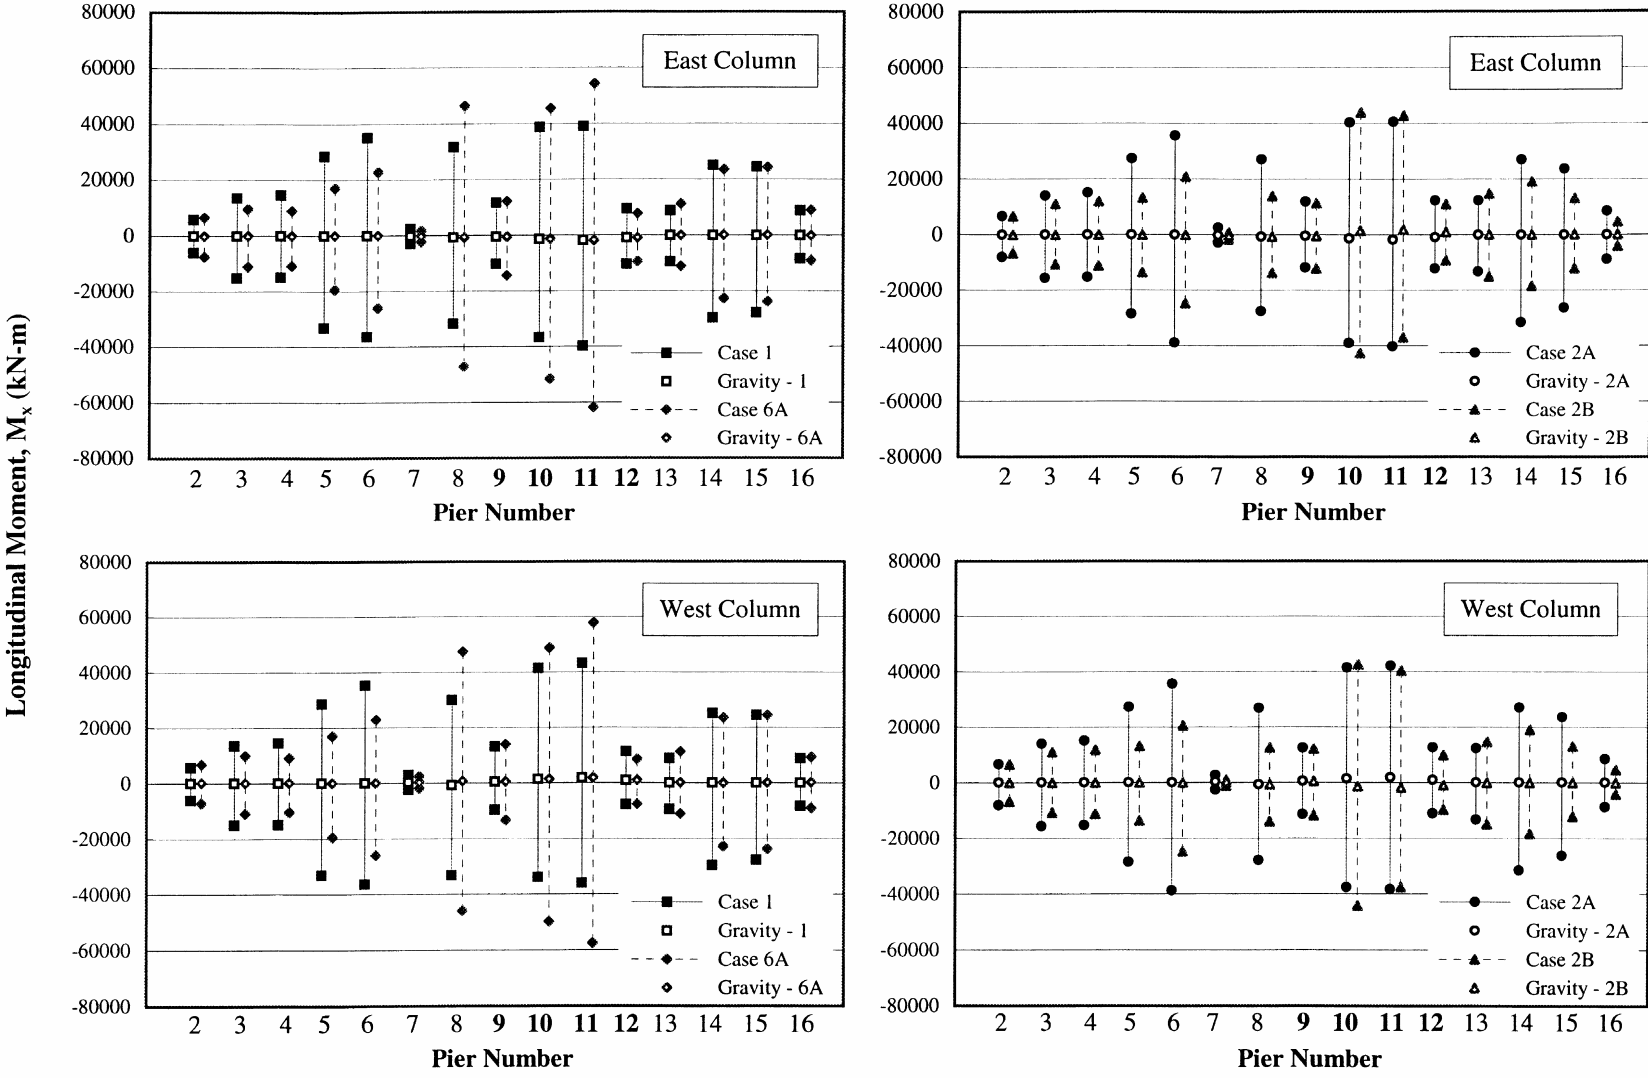 Longitudinal Moment, Mx (kN-m)
80000
60000
40000
20000
0
-20000
-40000
-60000
-80000
East Column
Case 1
Gravity - 1
Case 6A
Gravity - 6A
2 3 4 5 6 7 8 9 10 11 12 13 14 15 16
Pier Number
80000
60000
40000
20000
0
-20000
-40000
-60000
-80000
East Column
Case 2A
Gravity - 2A
Case 2B
Gravity - 2B
2 3 4 5 6 7 8 9 10 11 12 13 14 15 16
Pier Number
80000
60000
40000
20000
0
-20000
-40000
-60000
-80000
West Column
Case 1
Gravity - 1
Case 6A
Gravity - 6A
2 3 4 5 6 7 8 9 10 11 12 13 14 15 16
Pier Number
80000
60000
40000
20000
0
-20000
-40000
-60000
-80000
West Column
Case 2A
Gravity - 2A
Case 2B
Gravity - 2B
2 3 4 5 6 7 8 9 10 11 12 13 14 15 16
Pier Number